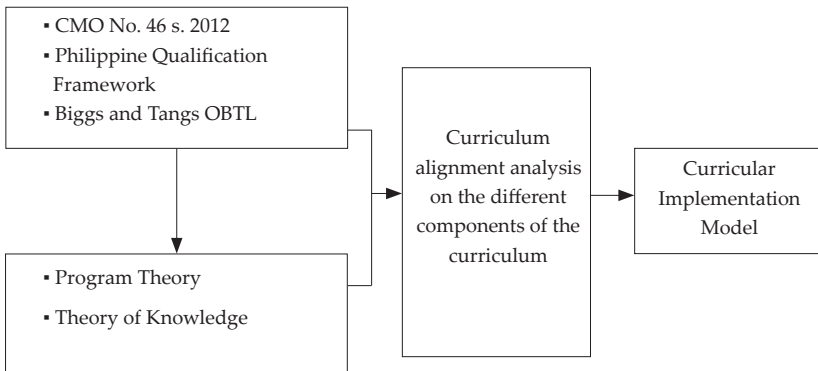 ▪ CMO No. 46 s. 2012
▪ Philippine Qualification
Framework
▪ Biggs and Tangs OBTL
▪ Program Theory
▪ Theory of Knowledge
Curriculum
alignment analysis
on the different
components of the
curriculum
Curricular
Implementation
Model